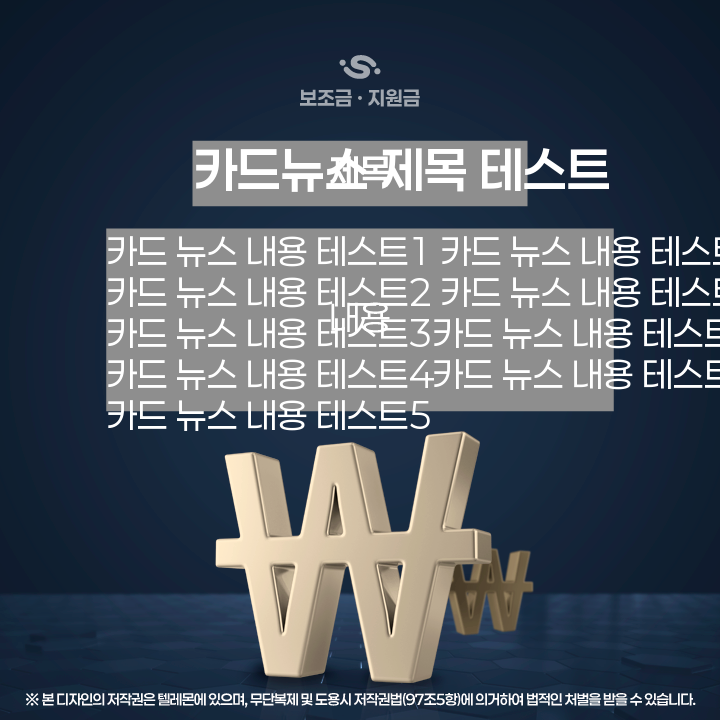 보조금 · 지원금
카드뉴스 제목 테스트
제목
카드 뉴스 내용 테스트1 카드 뉴스 내용 테스트
카드 뉴스 내용 테스트2 카드 뉴스 내용 테스트
내용
카드 뉴스 내용 테스트3카드 뉴스 내용 테스트
카드 뉴스 내용 테스트4카드 뉴스 내용 테스트
카드 뉴스 내용 테스트5
※ 본 디자인의 저작권은 텔레몬에 있으며, 무단복제 및 도용시 저작권법(97조5항)에 의거하여 법적인 처벌을 받을 수 있습니다.